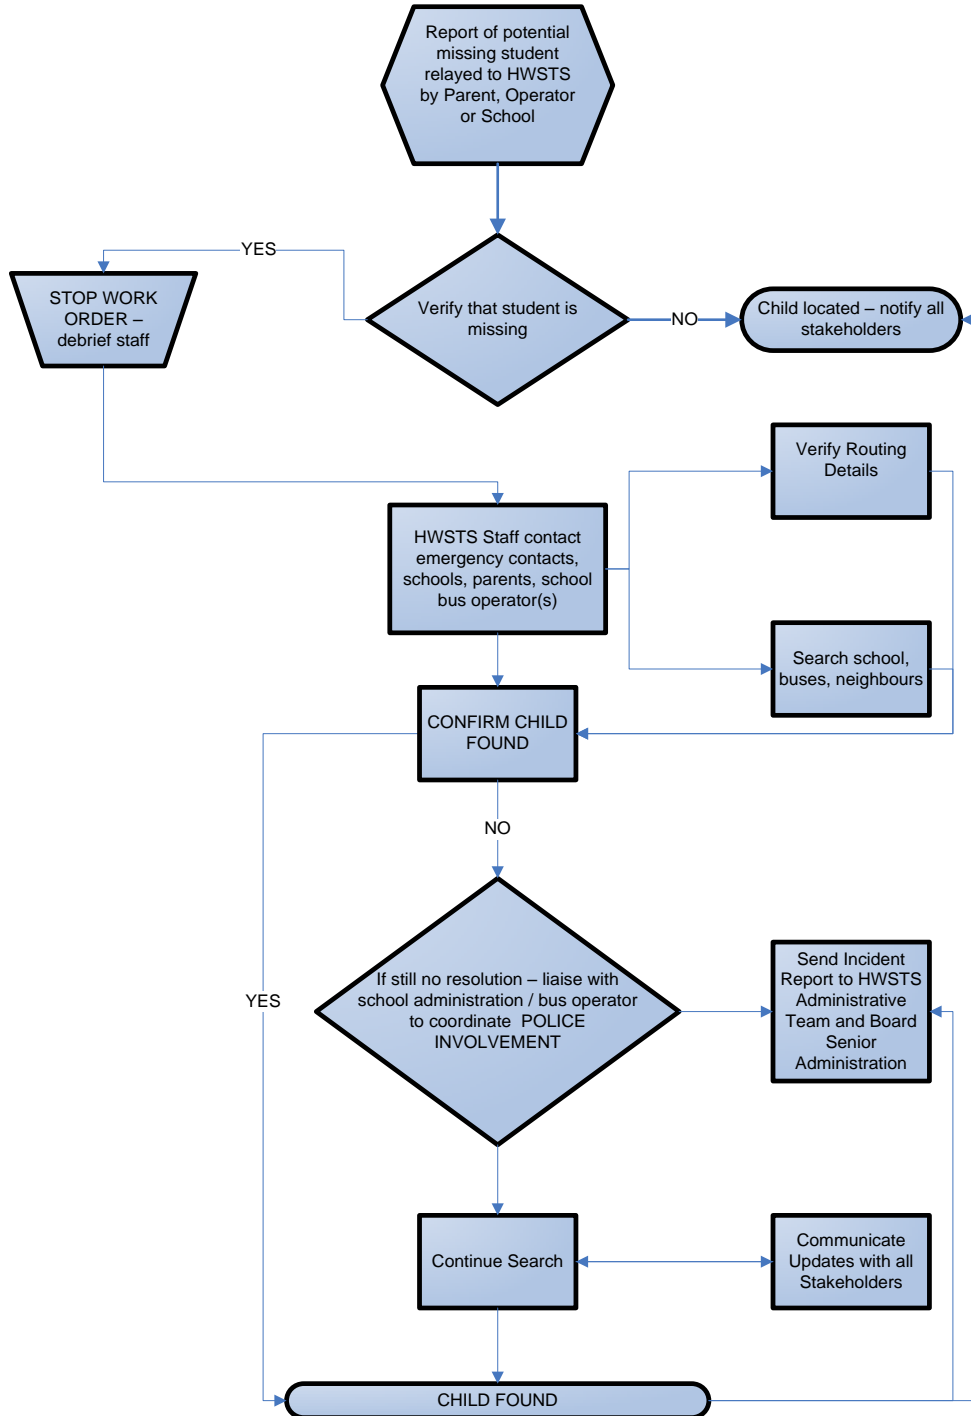 Report of potential
missing student
relayed to HWSTS
by Parent, Operator
or School
YES
STOP WORK
ORDER –
debrief staff
Verify that student is
missing
NO
Child located – notify all
stakeholders
Verify Routing
Details
HWSTS Staff contact
emergency contacts,
schools, parents, school
bus operator(s)
Search school,
buses, neighbours
CONFIRM CHILD
FOUND
NO
If still no resolution – liaise with
school administration / bus operator
to coordinate  POLICE
INVOLVEMENT
YES
Send Incident
Report to HWSTS
Administrative
Team and Board
Senior
Administration
Continue Search
Communicate
Updates with all
Stakeholders
CHILD FOUND